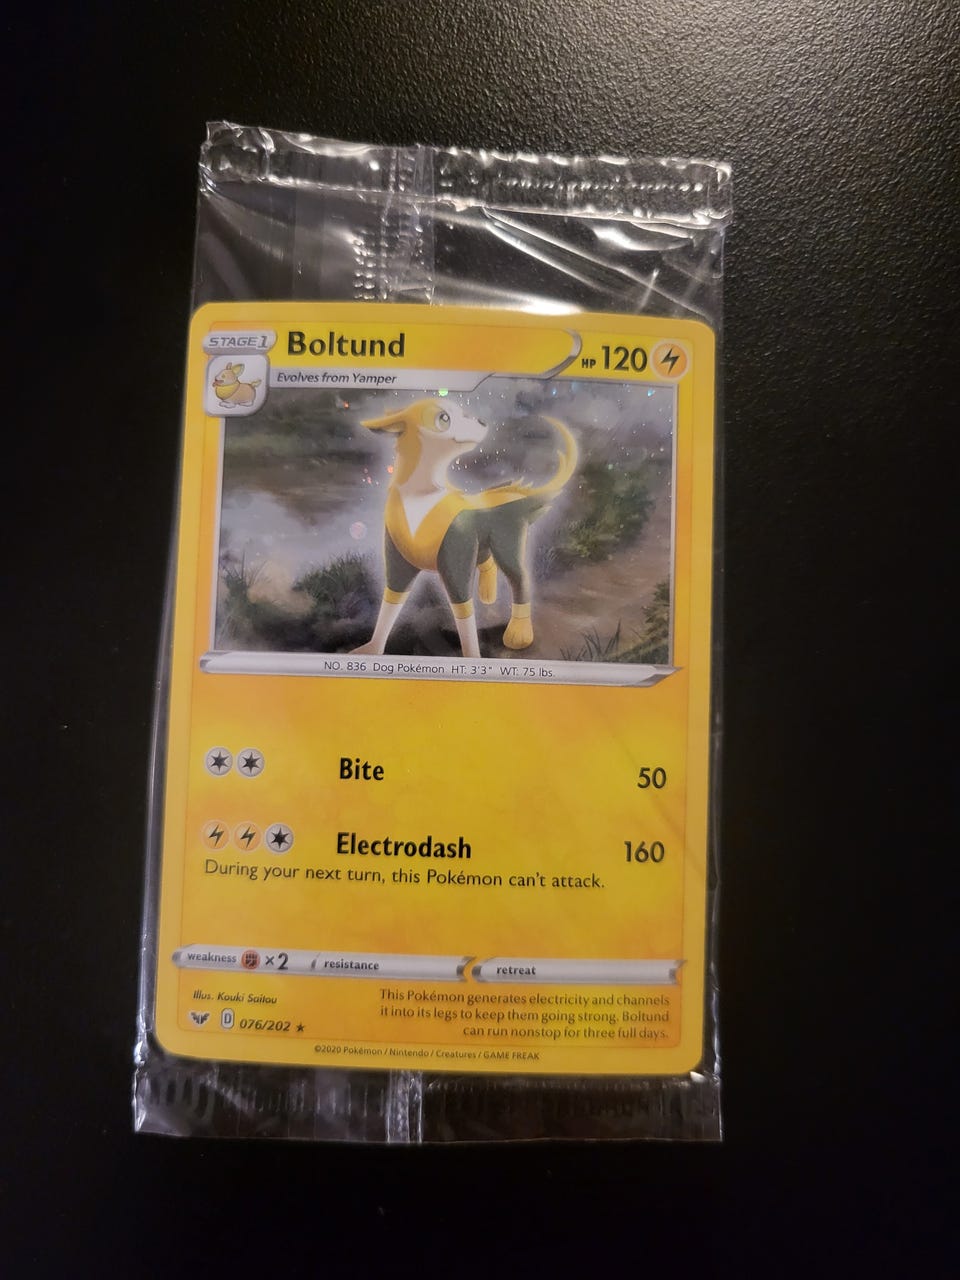 STAGE 1
Boltund
HP 120
Evolves from Yamper
NO. 836 Dog Pokémon HT: 3'3" WT: 75 lbs.
Bite 50
Electrodash 160
During your next turn, this Pokémon can't attack.
weakness ×2 resistance retreat
Illus. Kouki Saitou
This Pokémon generates electricity and channels
it into its legs to keep them going strong. Boltund
can run nonstop for three full days.
D 076/202 ★
©2020 Pokémon / Nintendo / Creatures / GAME FREAK